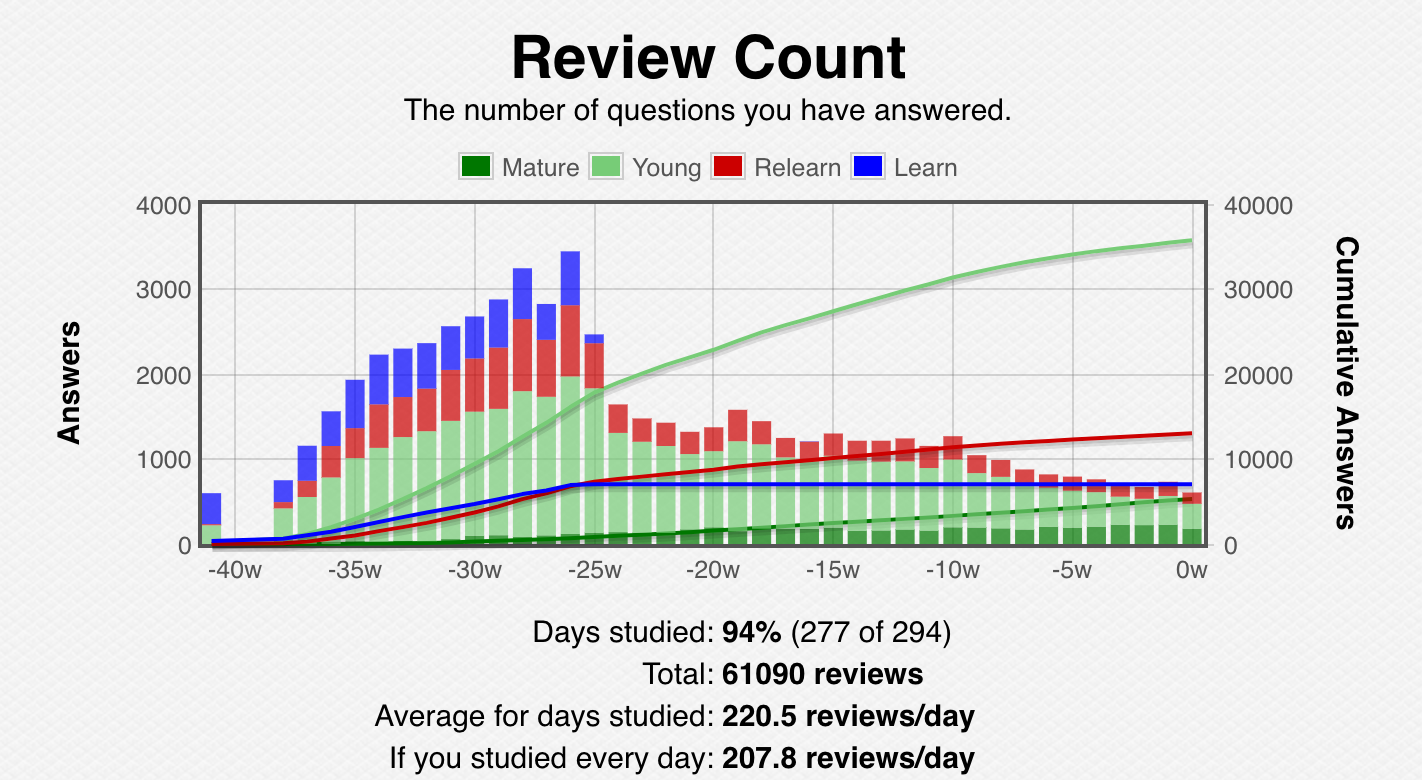 Review Count
The number of questions you have answered.
Mature Young Relearn Learn
4000 40000
3000 30000
2000 20000
1000 10000
0 0
Answers
Cumulative Answers
-40w -35w -30w -25w -20w -15w -10w -5w 0w
Days studied: 94% (277 of 294)
Total: 61090 reviews
Average for days studied: 220.5 reviews/day
If you studied every day: 207.8 reviews/day